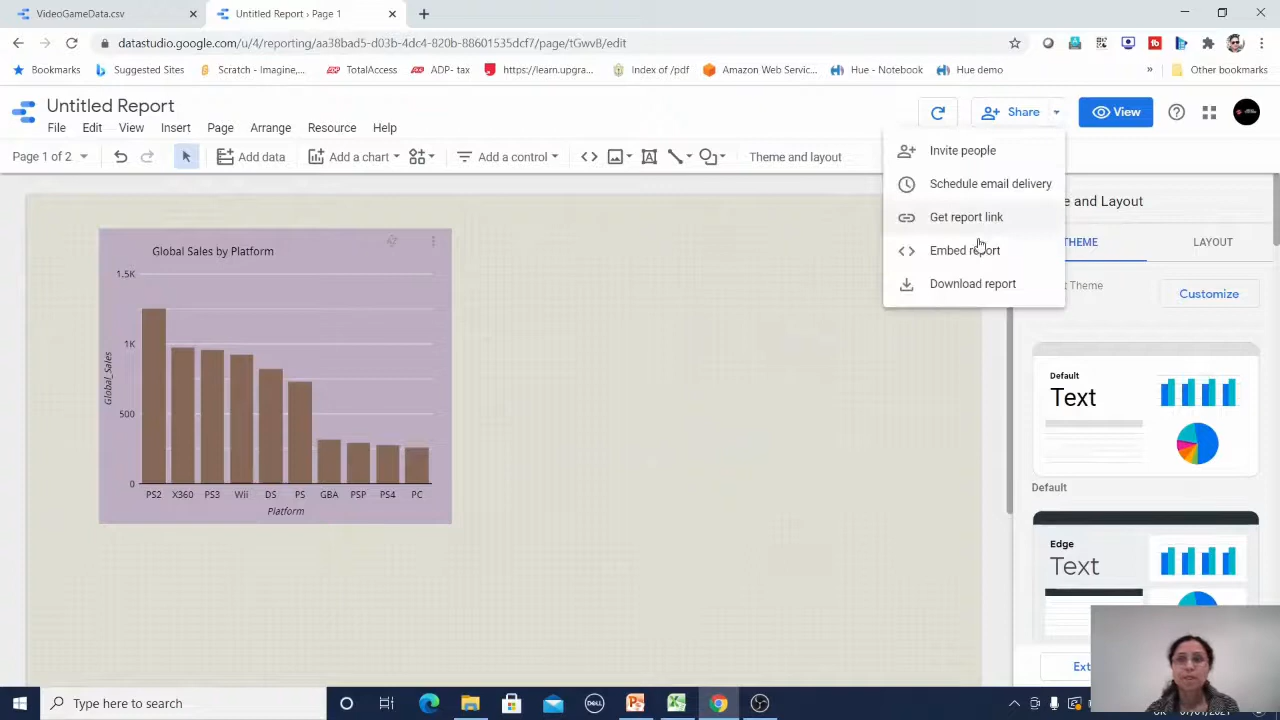 VideoGameData.csv
Untitled Report › Page 1
datastudio.google.com/u/4/reporting/aa38bad5-d03b-4dc4-820b-88601535dcf7/page/tGwvB/edit
Bookmarks Suggested Sites Scratch - Imagine,... TotalAccess ADP- tax https://learn.upgra... Index of /pdf Amazon Web Servic... Hue - Notebook Hue demo » Other bookmarks
Untitled Report
Share View
File Edit View Insert Page Arrange Resource Help
Page 1 of 2 Add data Add a chart Add a control Theme and layout
Invite people
Schedule email delivery
Get report link
Embed report
Download report
e and Layout
THEME LAYOUT
Theme Customize
Default
Text
Default
Edge
Text
Ext
Global Sales by Platform
1.5K
1K
500
0
Global_Sales
PS2 X360 PS3 Wii DS PS GBA PSP PS4 PC
Platform
Type here to search
07/01/2021